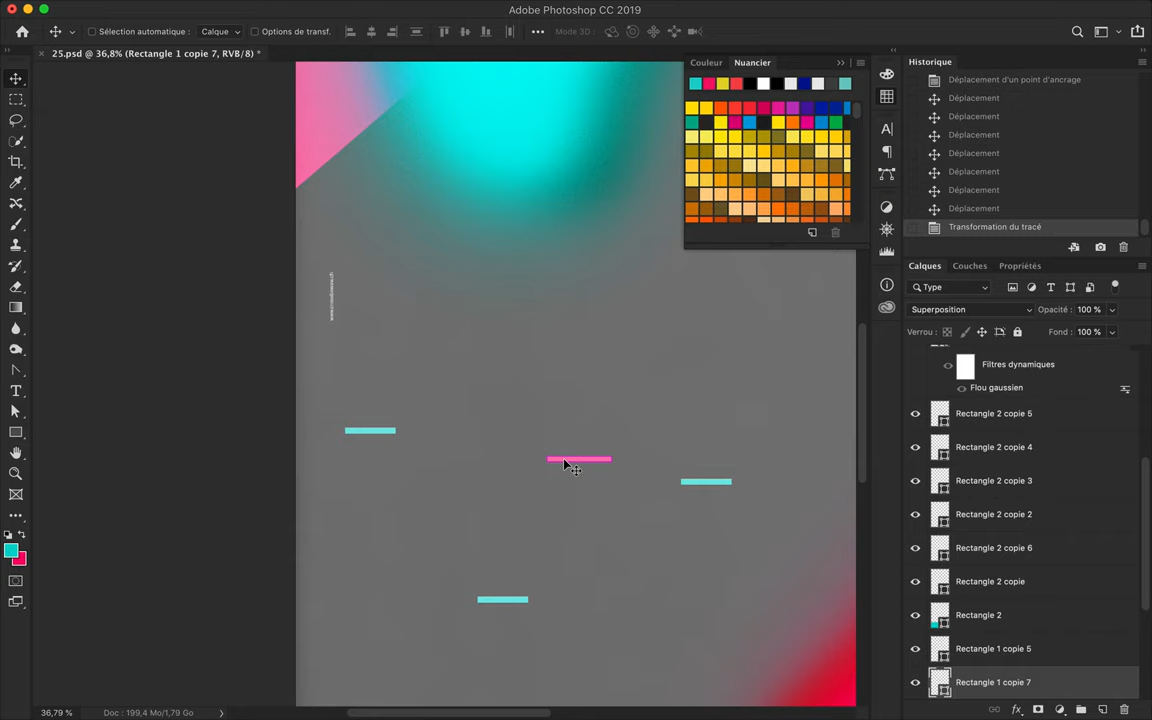 Adobe Photoshop CC 2019
Sélection automatique :
Calque
Options de transf.
Mode 3D :
25.psd @ 36,8% (Rectangle 1 copie 7, RVB/8) *
Couleur
Nuancier
Historique
Déplacement d'un point d'ancrage
Déplacement
Déplacement
Déplacement
Déplacement
Déplacement
Déplacement
Déplacement
Transformation du tracé
Calques
Couches
Propriétés
Type
Superposition
Opacité : 100 %
Verrou :
Fond : 100 %
Filtres dynamiques
Flou gaussien
Rectangle 2 copie 5
Rectangle 2 copie 4
Rectangle 2 copie 3
Rectangle 2 copie 2
Rectangle 2 copie 6
Rectangle 2 copie
Rectangle 2
Rectangle 1 copie 5
Rectangle 1 copie 7
36,79 %
Doc : 199,4 Mo/1,79 Go